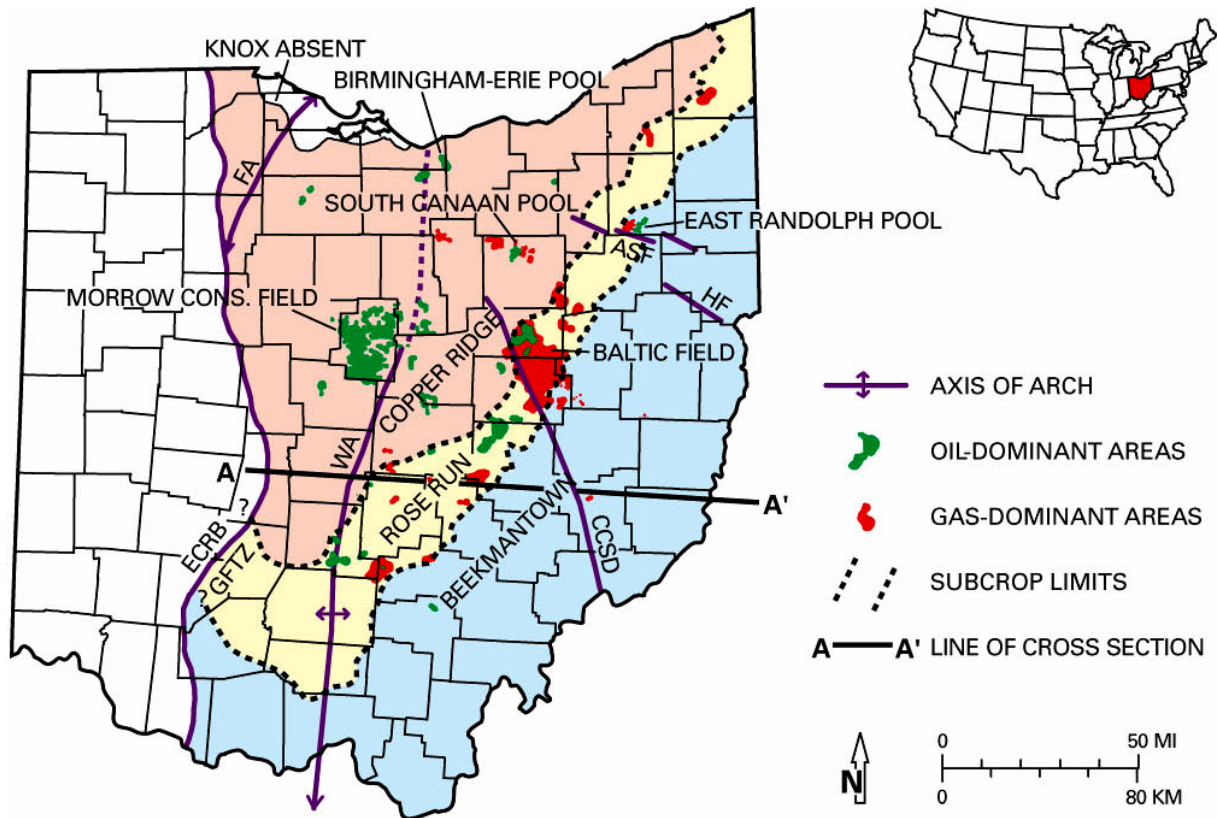 KNOX ABSENT
BIRMINGHAM-ERIE POOL
FA
SOUTH CANAAN POOL
EAST RANDOLPH POOL
ASF
HF
MORROW CONS. FIELD
BALTIC FIELD
COPPER RIDGE
WA
A
ROSE RUN
BEEKMANTOWN
A'
CCSD
?
ECRB
GFTZ
?
AXIS OF ARCH
OIL-DOMINANT AREAS
GAS-DOMINANT AREAS
SUBCROP LIMITS
A A' LINE OF CROSS SECTION
N
0 50 MI
0 80 KM